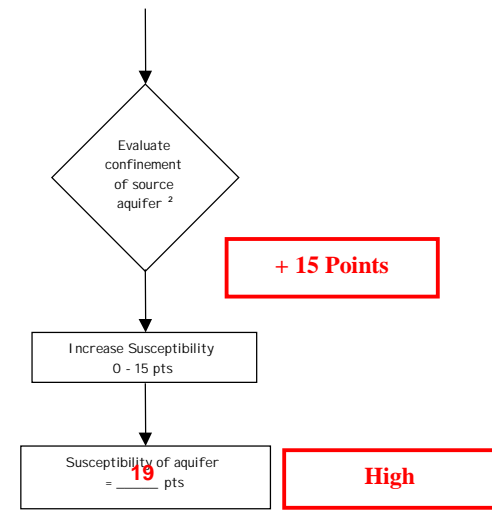 Evaluate
confinement
of source
aquifer ²
+ 15 Points
Increase Susceptibility
0 - 15 pts
Susceptibility of aquifer
= ______ pts
19
High